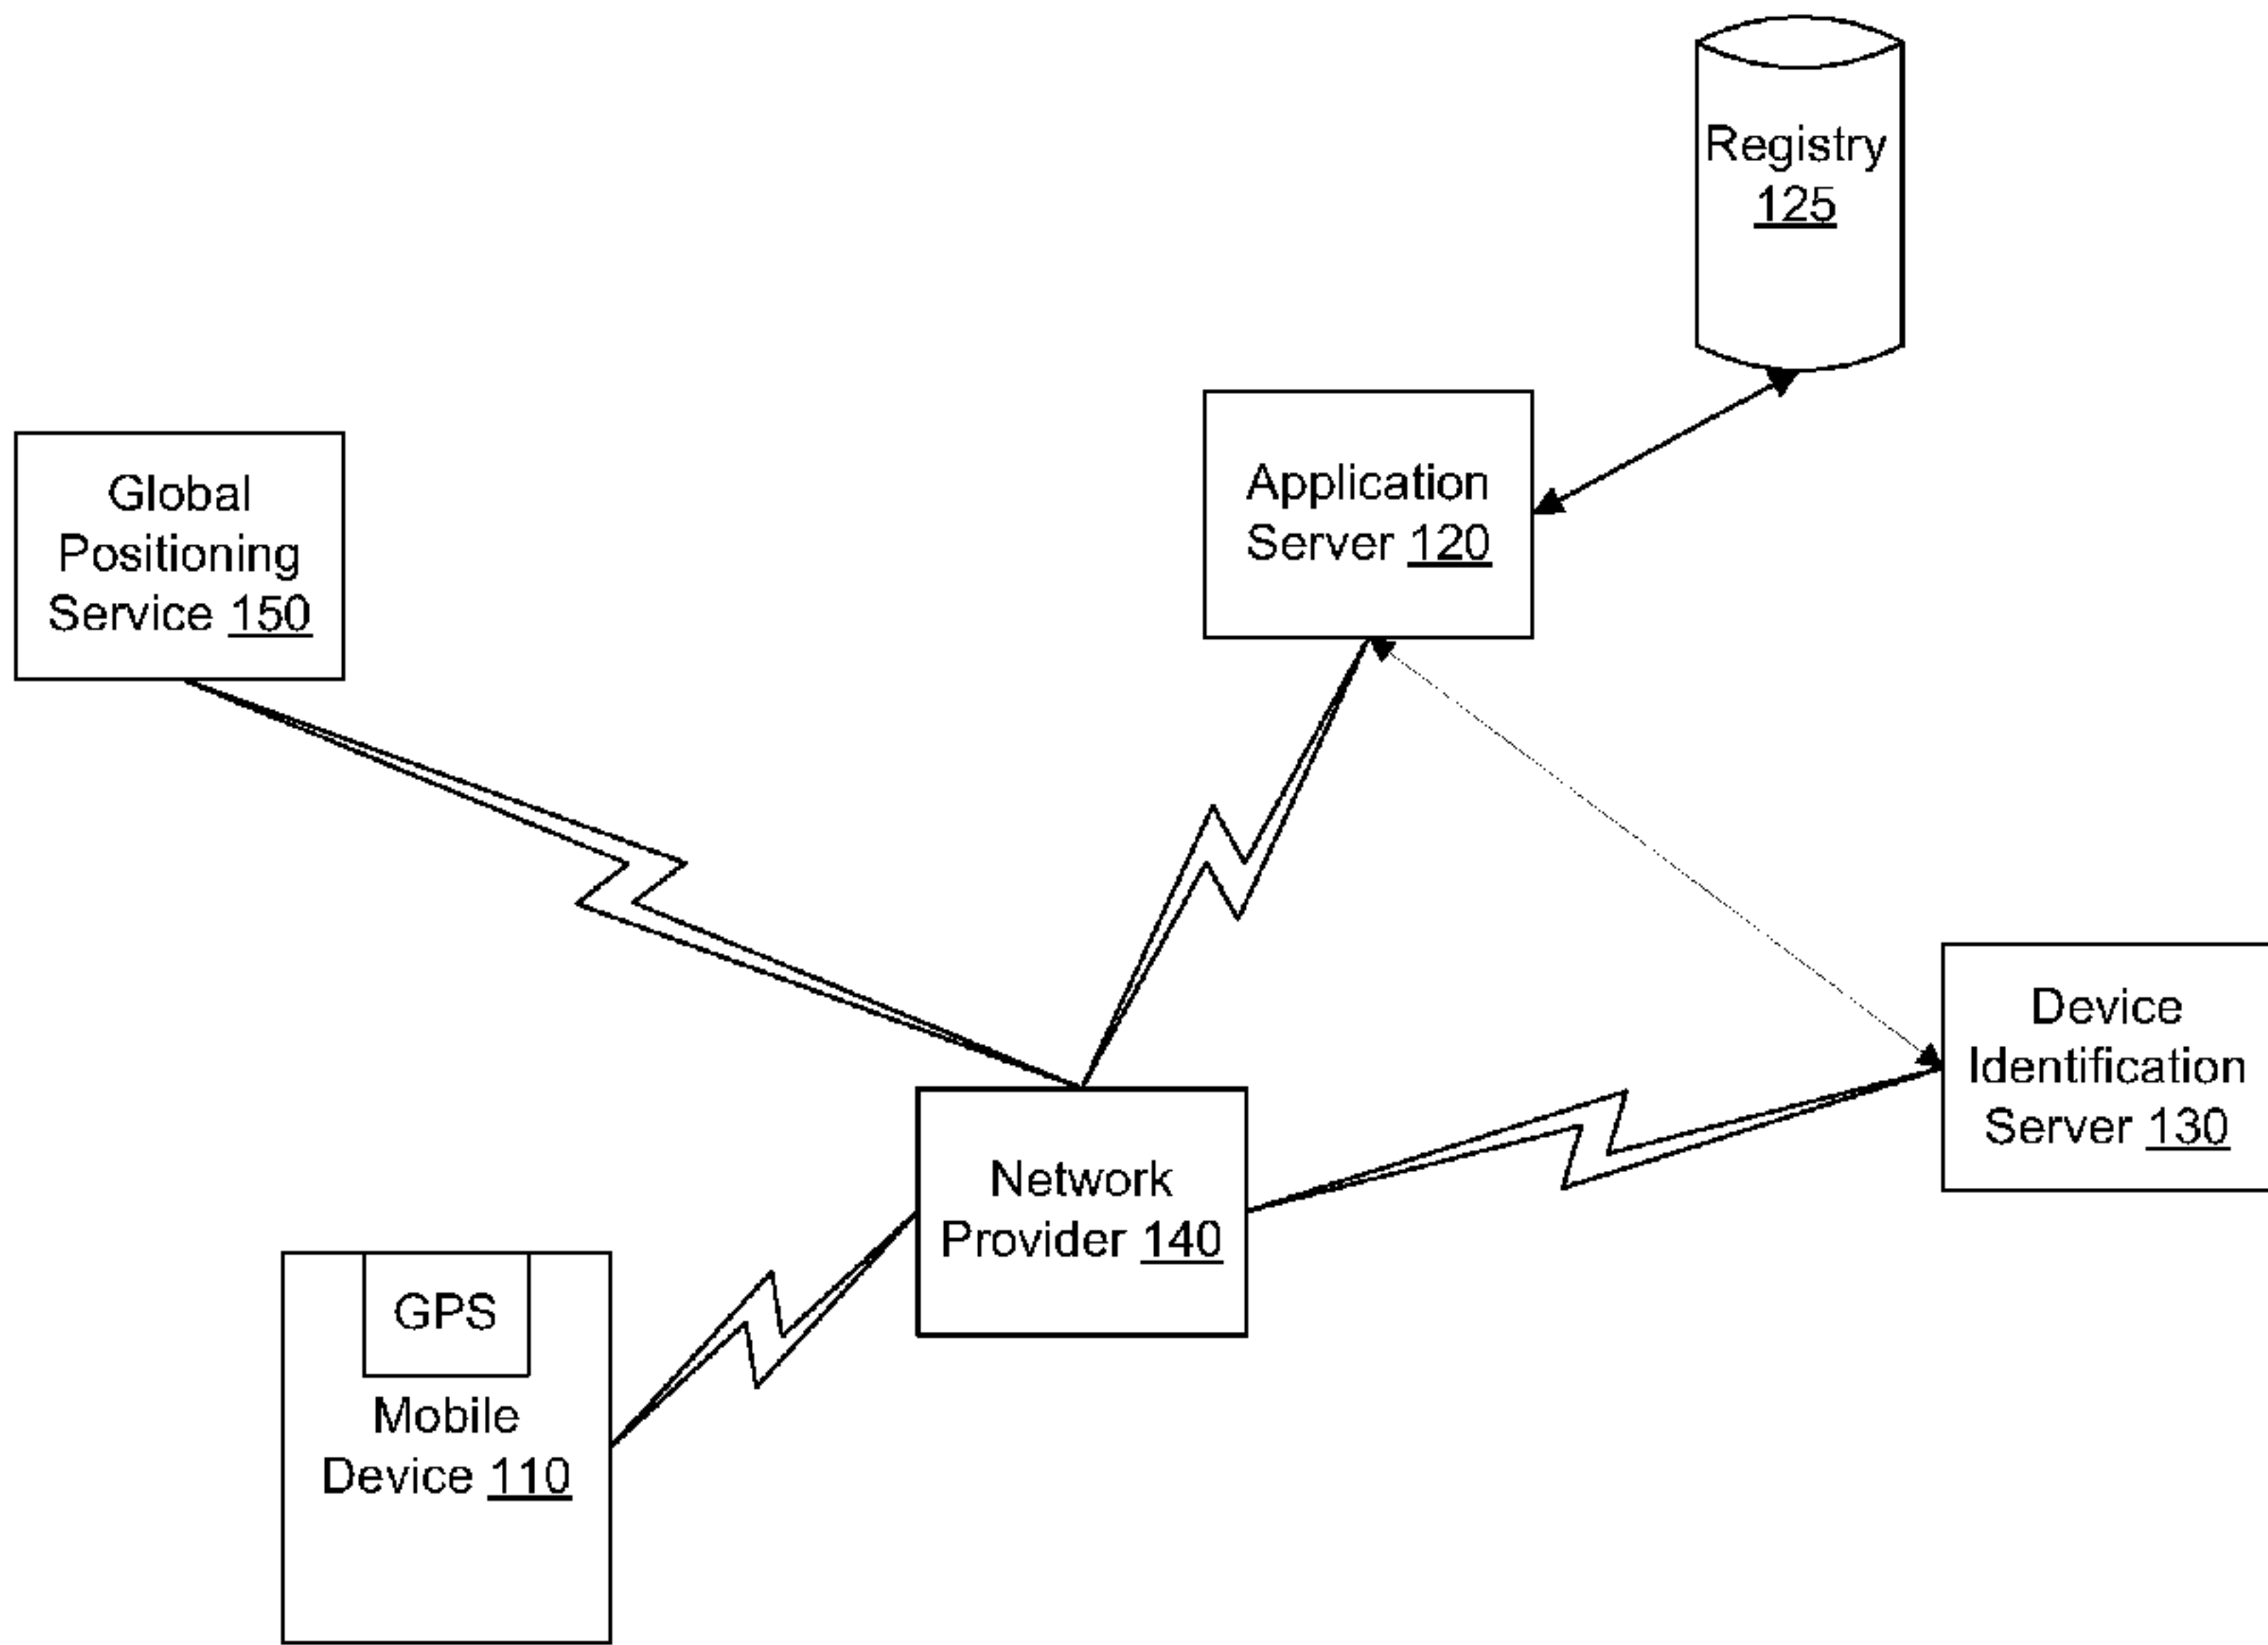 Registry
125
Application
Server 120
Global
Positioning
Service 150
Device
Identification
Server 130
Network
Provider 140
GPS
Mobile
Device 110